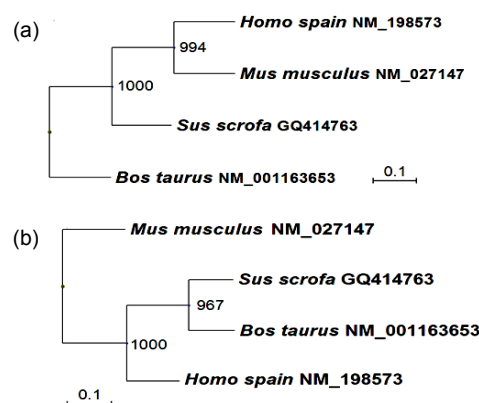 (a)
Homo spain NM_198573
994
Mus musculus NM_027147
1000
Sus scrofa GQ414763
Bos taurus NM_001163653
0.1
(b)
Mus musculus NM_027147
Sus scrofa GQ414763
967
Bos taurus NM_001163653
1000
Homo spain NM_198573
0.1